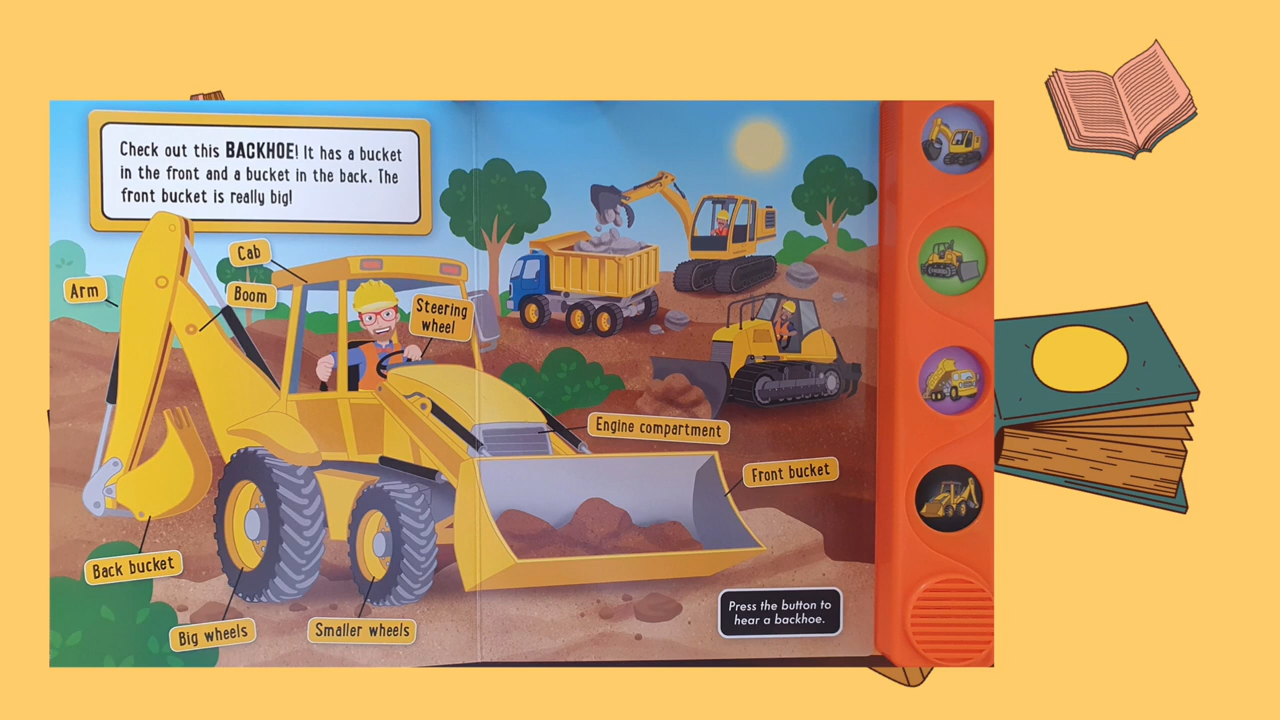 Check out this BACKHOE! It has a bucket
in the front and a bucket in the back. The
front bucket is really big!
Cab
Arm
Boom
Steering
wheel
Engine compartment
Front bucket
Back bucket
Big wheels
Smaller wheels
Press the button to
hear a backhoe.